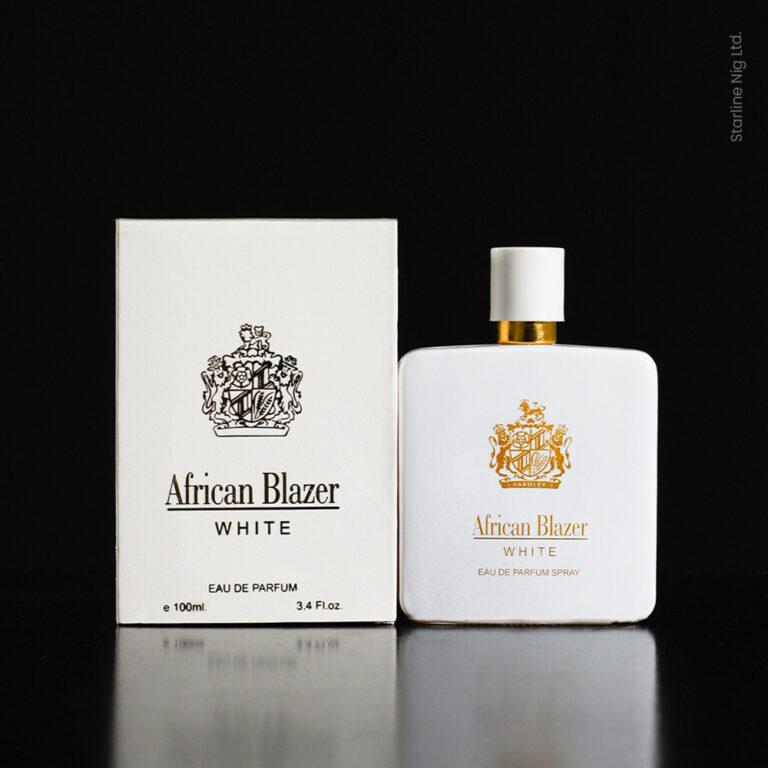 Starline Nig Ltd.
African Blazer
WHITE
EAU DE PARFUM
e 100ml. 3.4 Fl.oz.
YARDLEY
African Blazer
WHITE
EAU DE PARFUM SPRAY